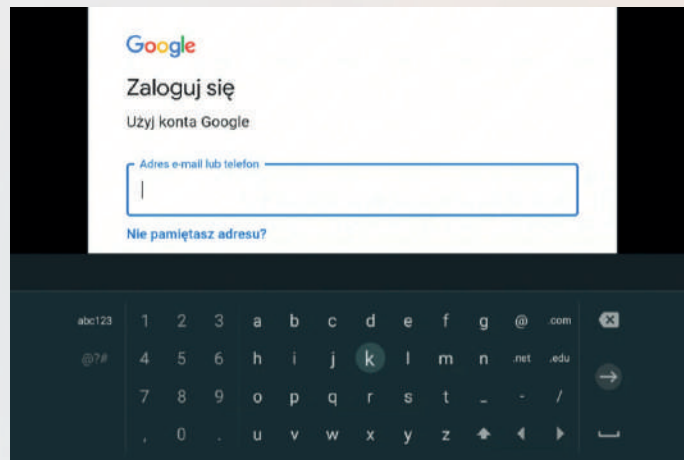 Google
Zaloguj się
Użyj konta Google
Adres e-mail lub telefon
Nie pamiętasz adresu?
abc123 1 2 3 a b c d e f g @ .com
@?# 4 5 6 h i j k l m n .net .edu
7 8 9 o p q r s t _ - /
, 0 . u v w x y z